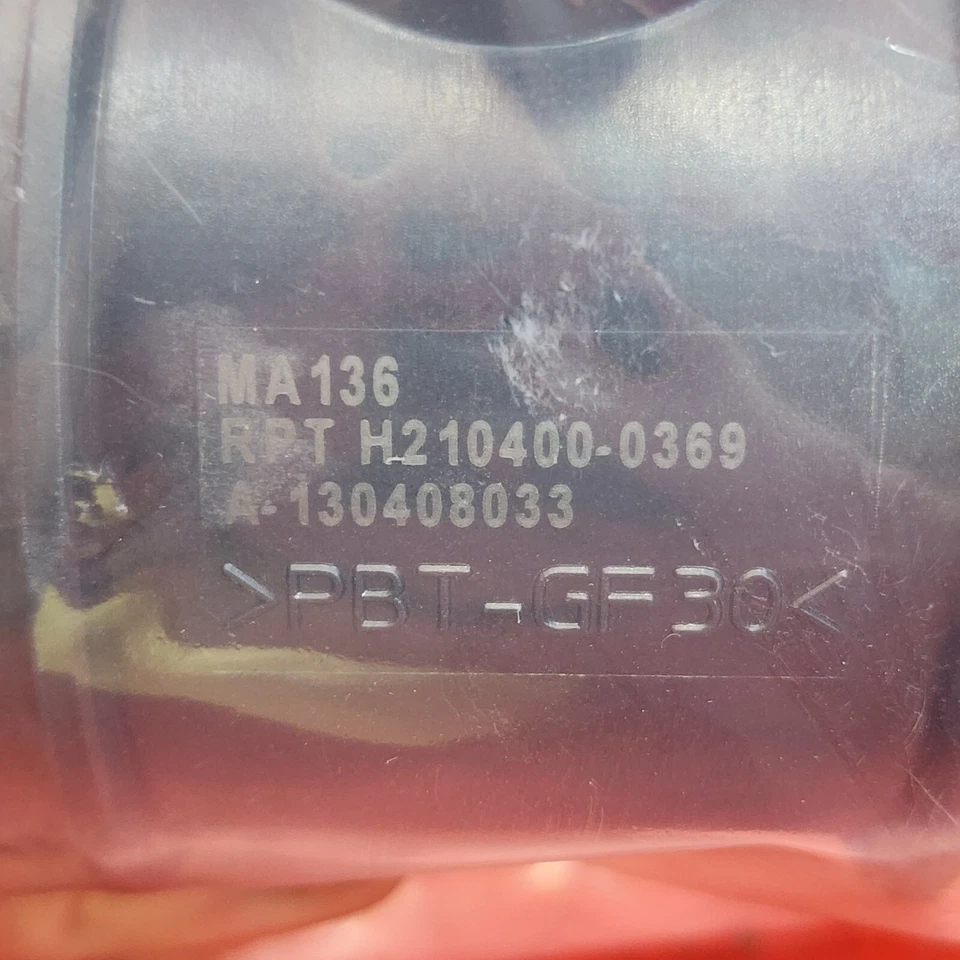 MA136
RPT H210400-0369
A-130408033
>PBT-GF30<